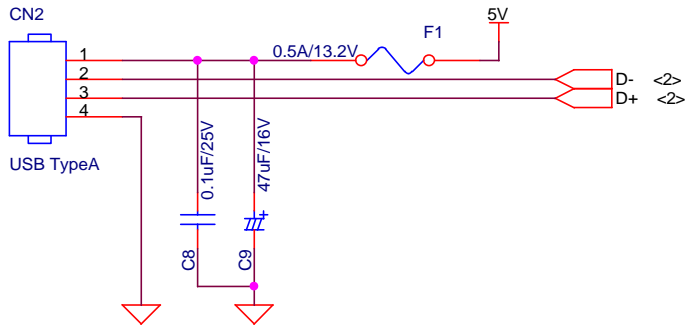 CN2
F1
5V
0.5A/13.2V
1
2
3
4
D- <2>
D+ <2>
USB TypeA
0.1uF/25V
47uF/16V
+
C8
C9